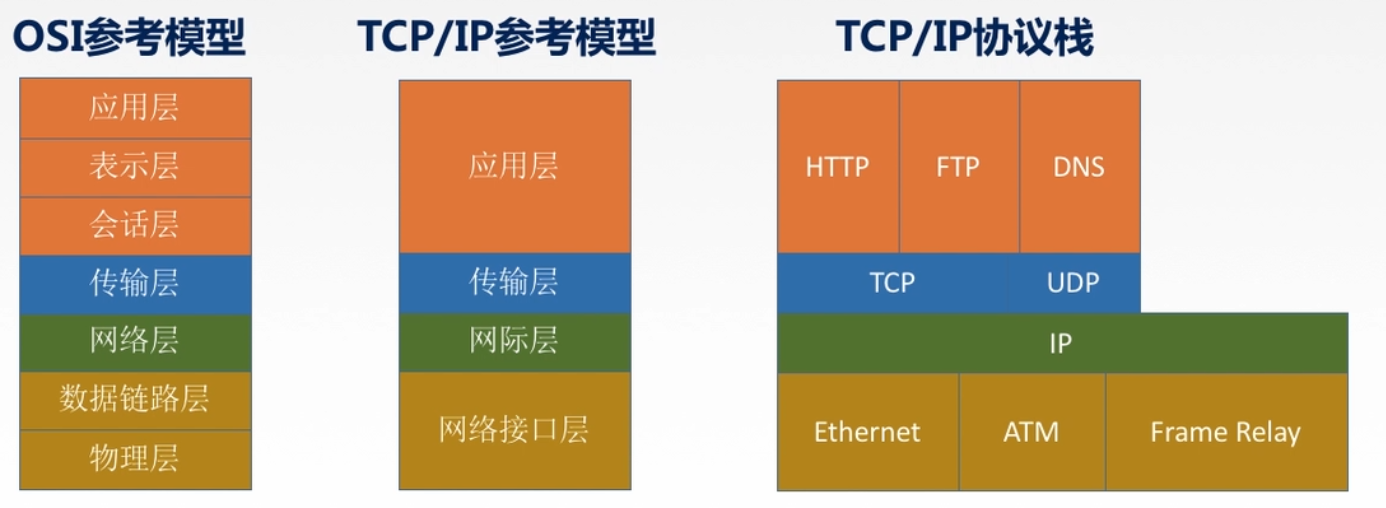 OSI参考模型
应用层
表示层
会话层
传输层
网络层
数据链路层
物理层
TCP/IP参考模型
应用层
传输层
网际层
网络接口层
TCP/IP协议栈
HTTP FTP DNS
TCP UDP
IP
Ethernet ATM Frame Relay